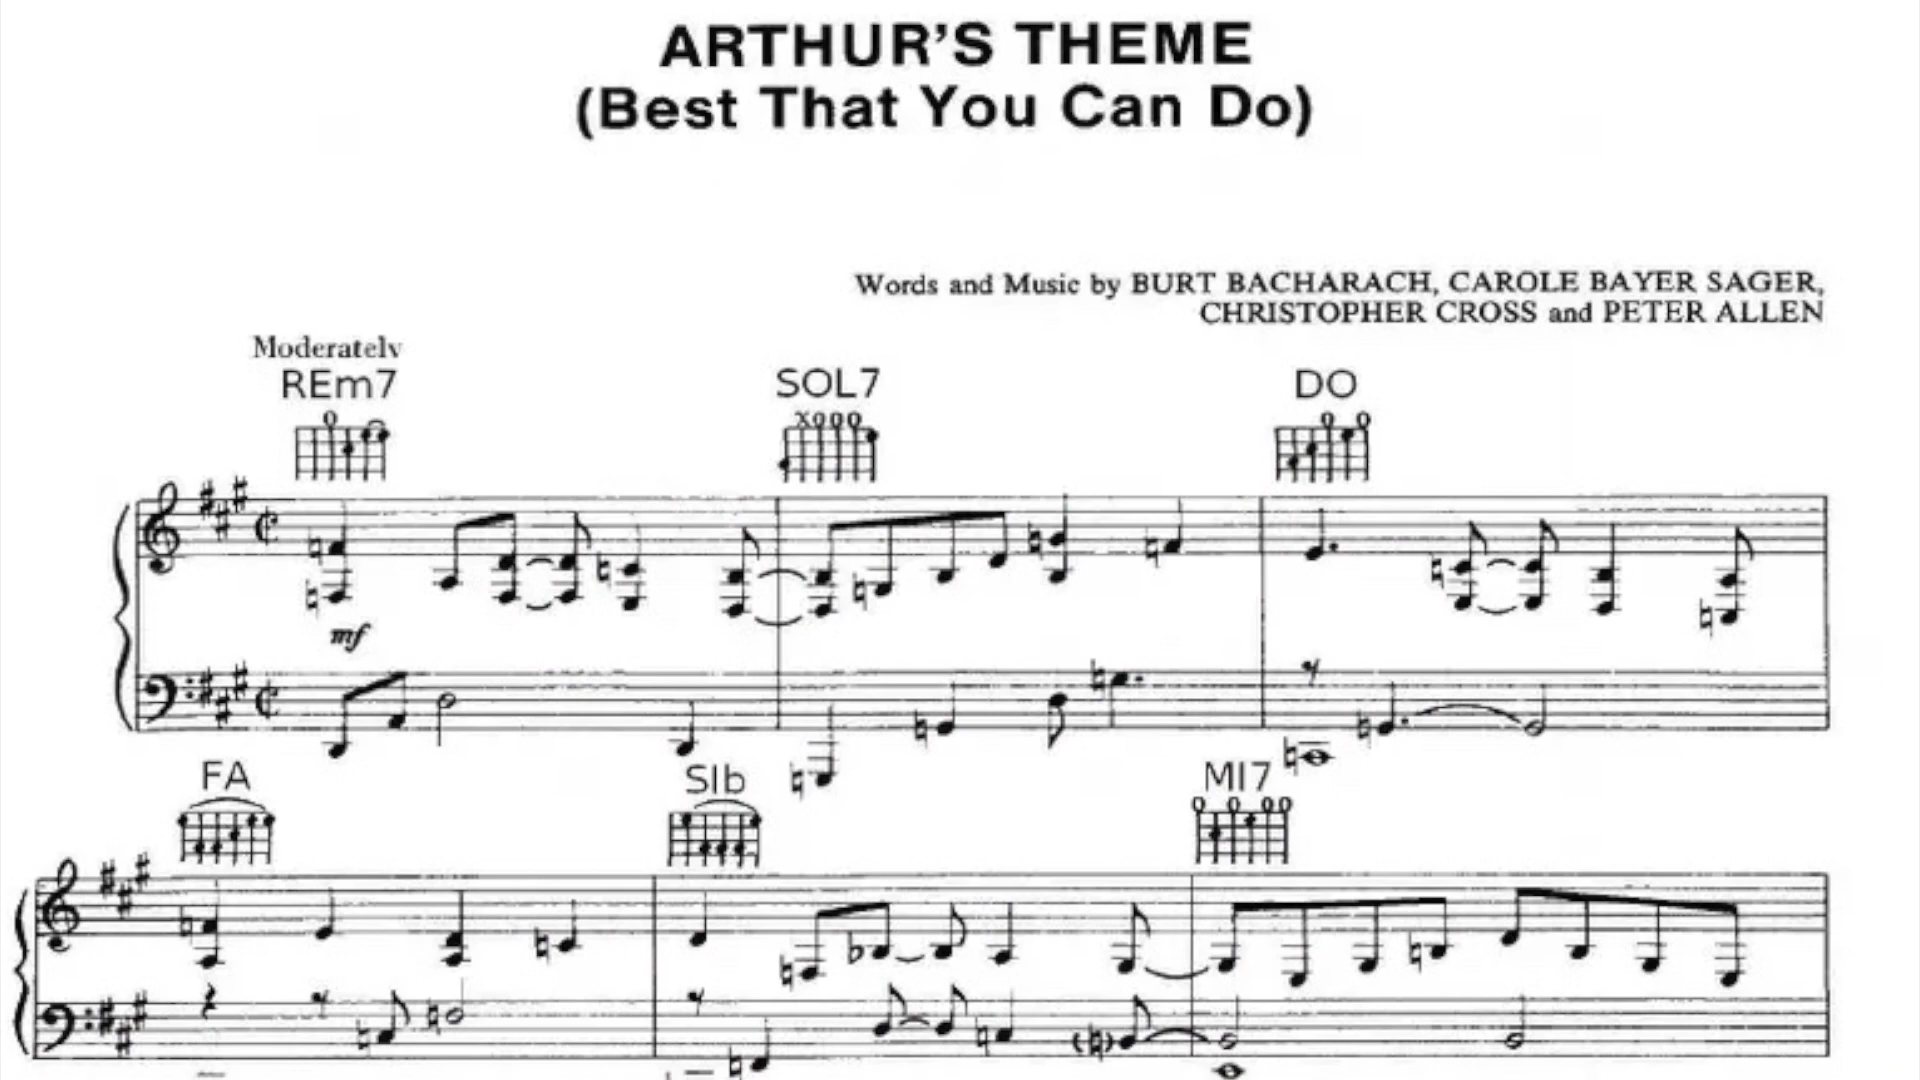 ARTHUR'S THEME
(Best That You Can Do)
Words and Music by BURT BACHARACH, CAROLE BAYER SAGER,
CHRISTOPHER CROSS and PETER ALLEN
Moderately
REm7 SOL7 DO
mf
FA SIb MI7